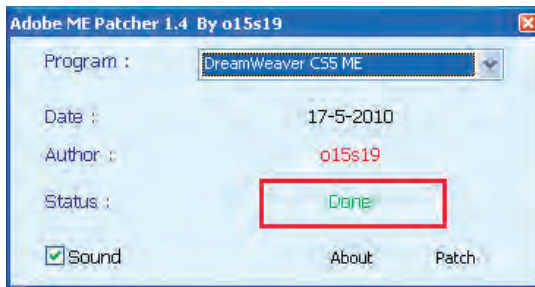 Adobe ME Patcher 1.4 By o15s19
Program : DreamWeaver CS5 ME
Date : 17-5-2010
Author : o15s19
Status : Done
Sound About Patch